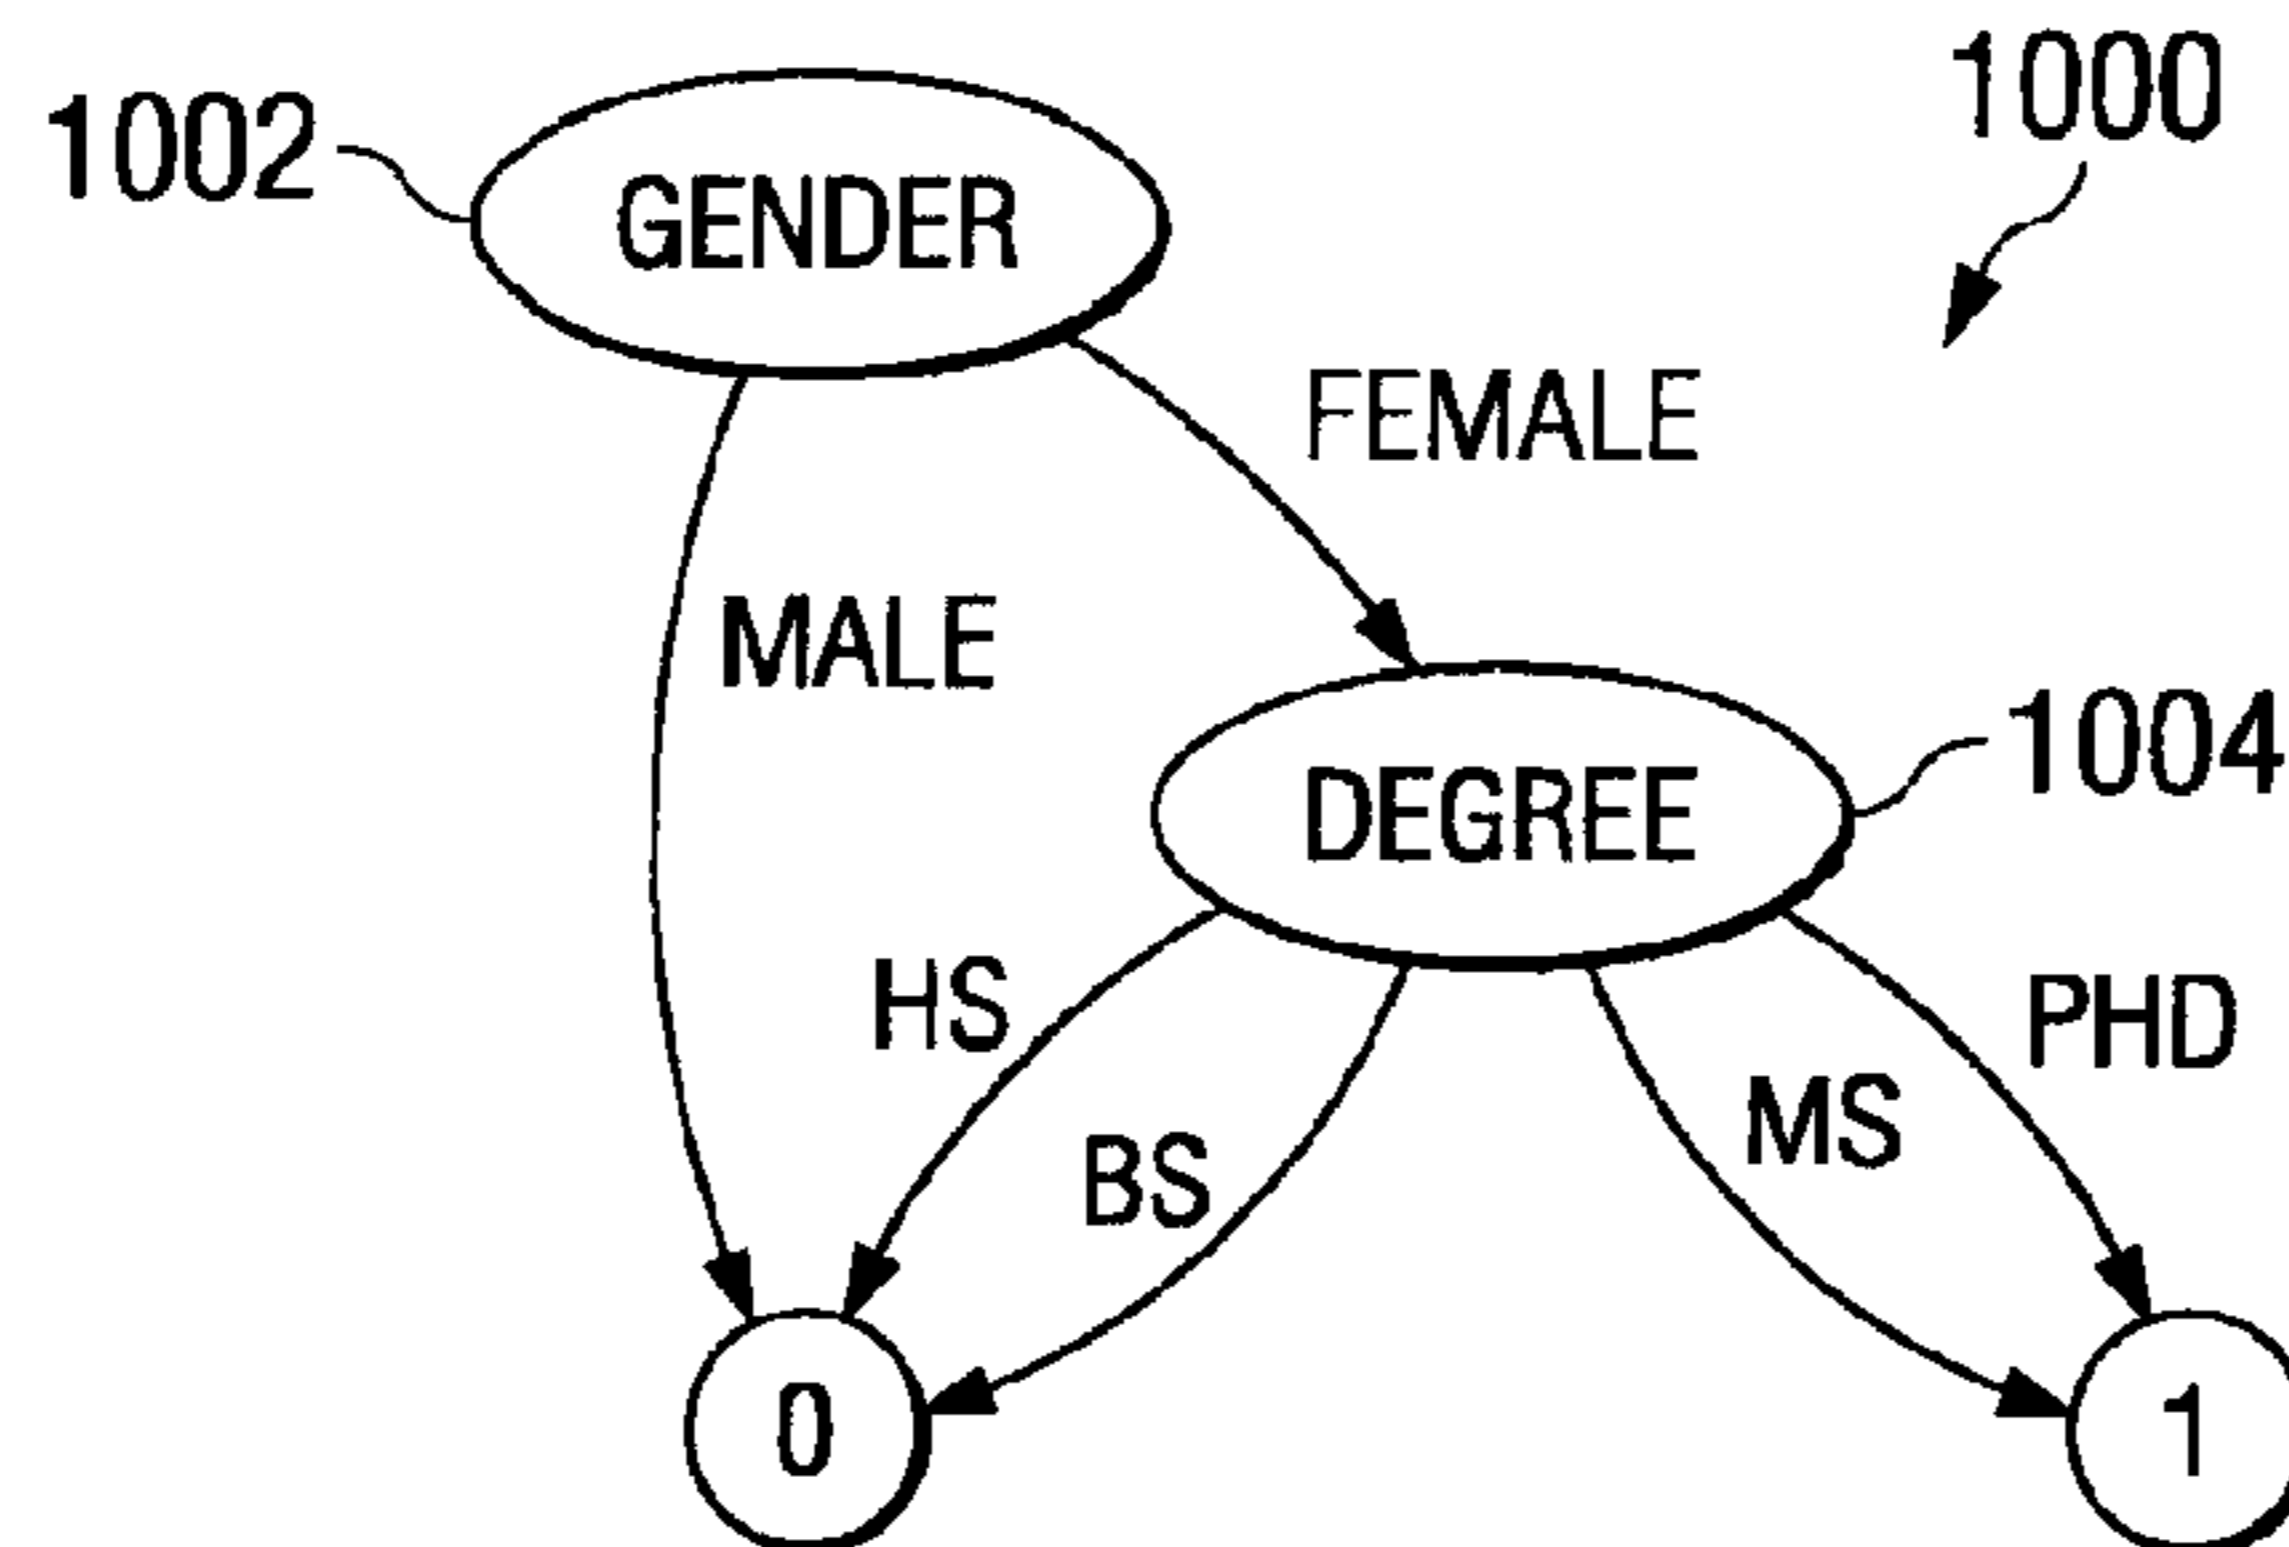 1000
1002
GENDER
FEMALE
MALE
1004
DEGREE
HS
PHD
MS
BS
0
1